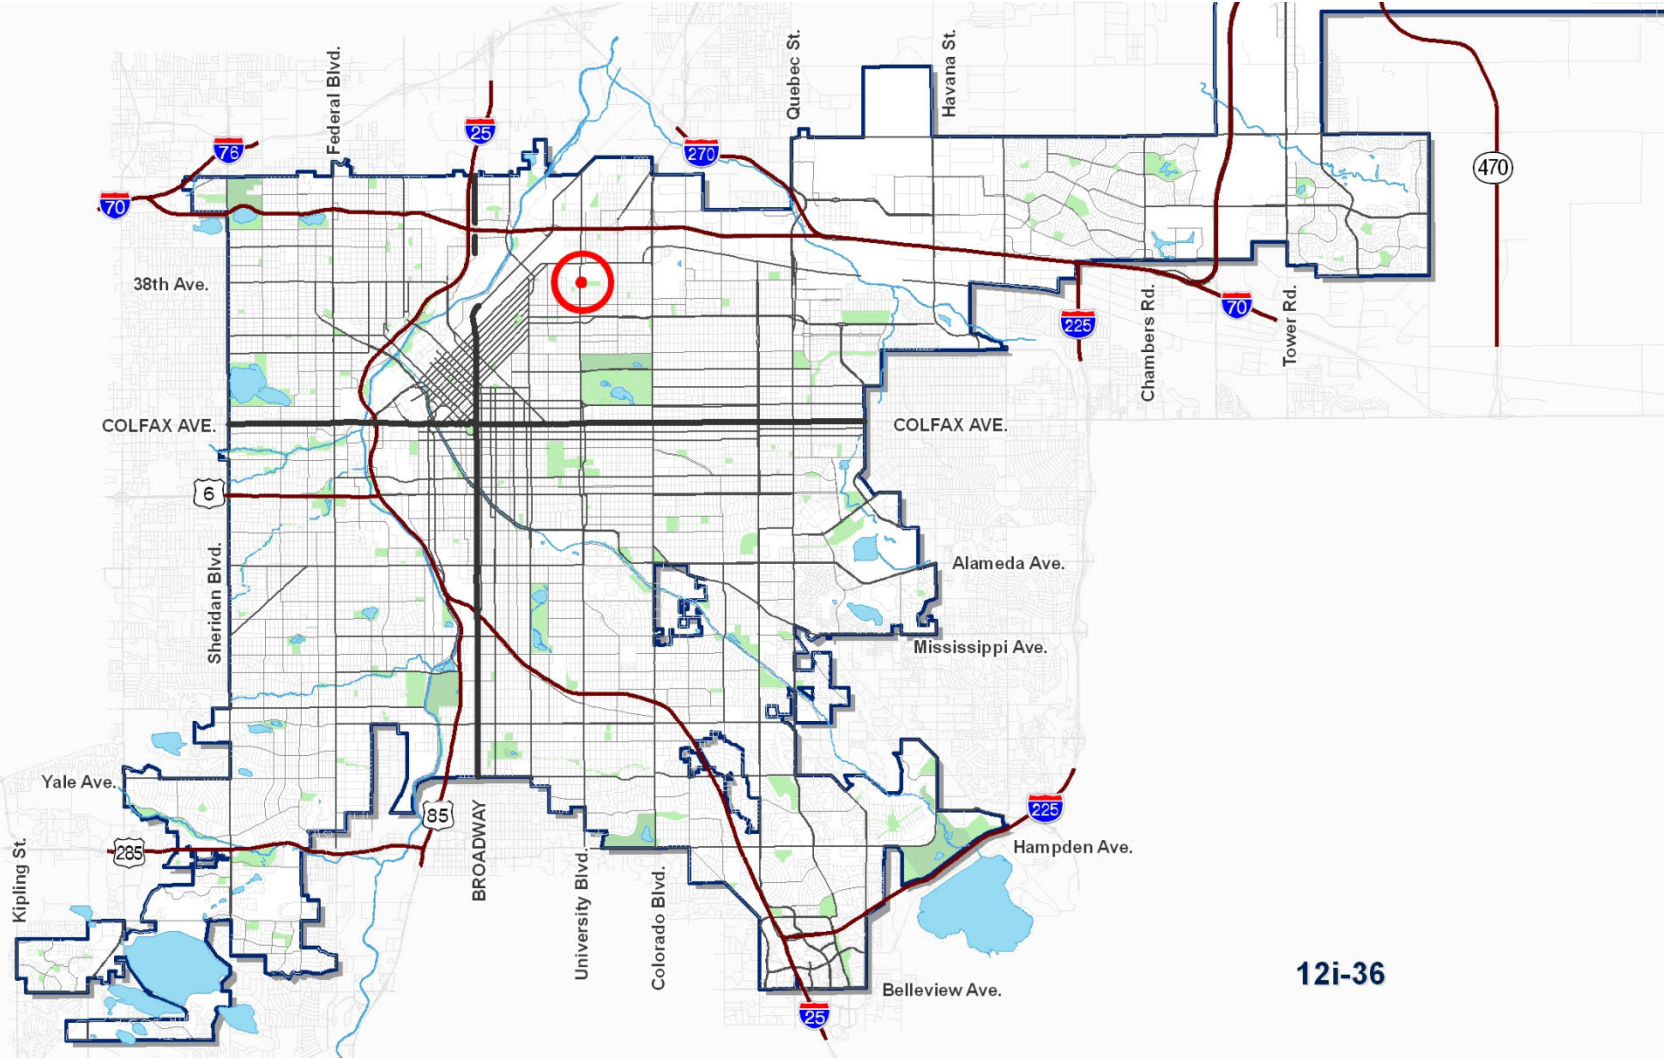 Federal Blvd.
Quebec St.
Havana St.
25
76
270
470
70
38th Ave.
225
Chambers Rd.
70
Tower Rd.
COLFAX AVE.
COLFAX AVE.
6
Sheridan Blvd.
Alameda Ave.
Mississippi Ave.
Yale Ave.
85
225
285
BROADWAY
Hampden Ave.
Kipling St.
University Blvd.
Colorado Blvd.
12i-36
Belleview Ave.
25